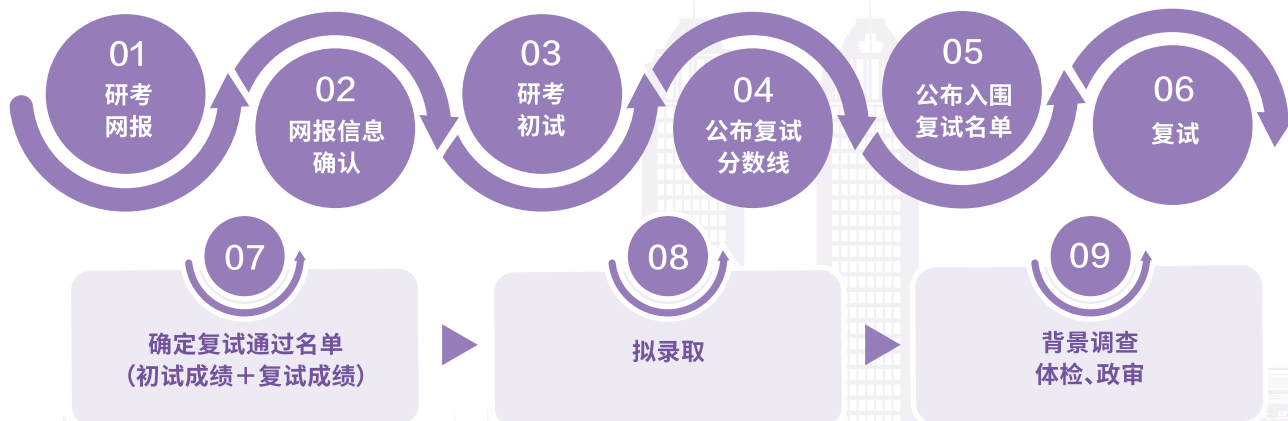 01
研考
网报
02
网报信息
确认
03
研考
初试
04
公布复试
分数线
05
公布入围
复试名单
06
复试
07
确定复试通过名单
（初试成绩＋复试成绩）
08
拟录取
09
背景调查
体检、政审